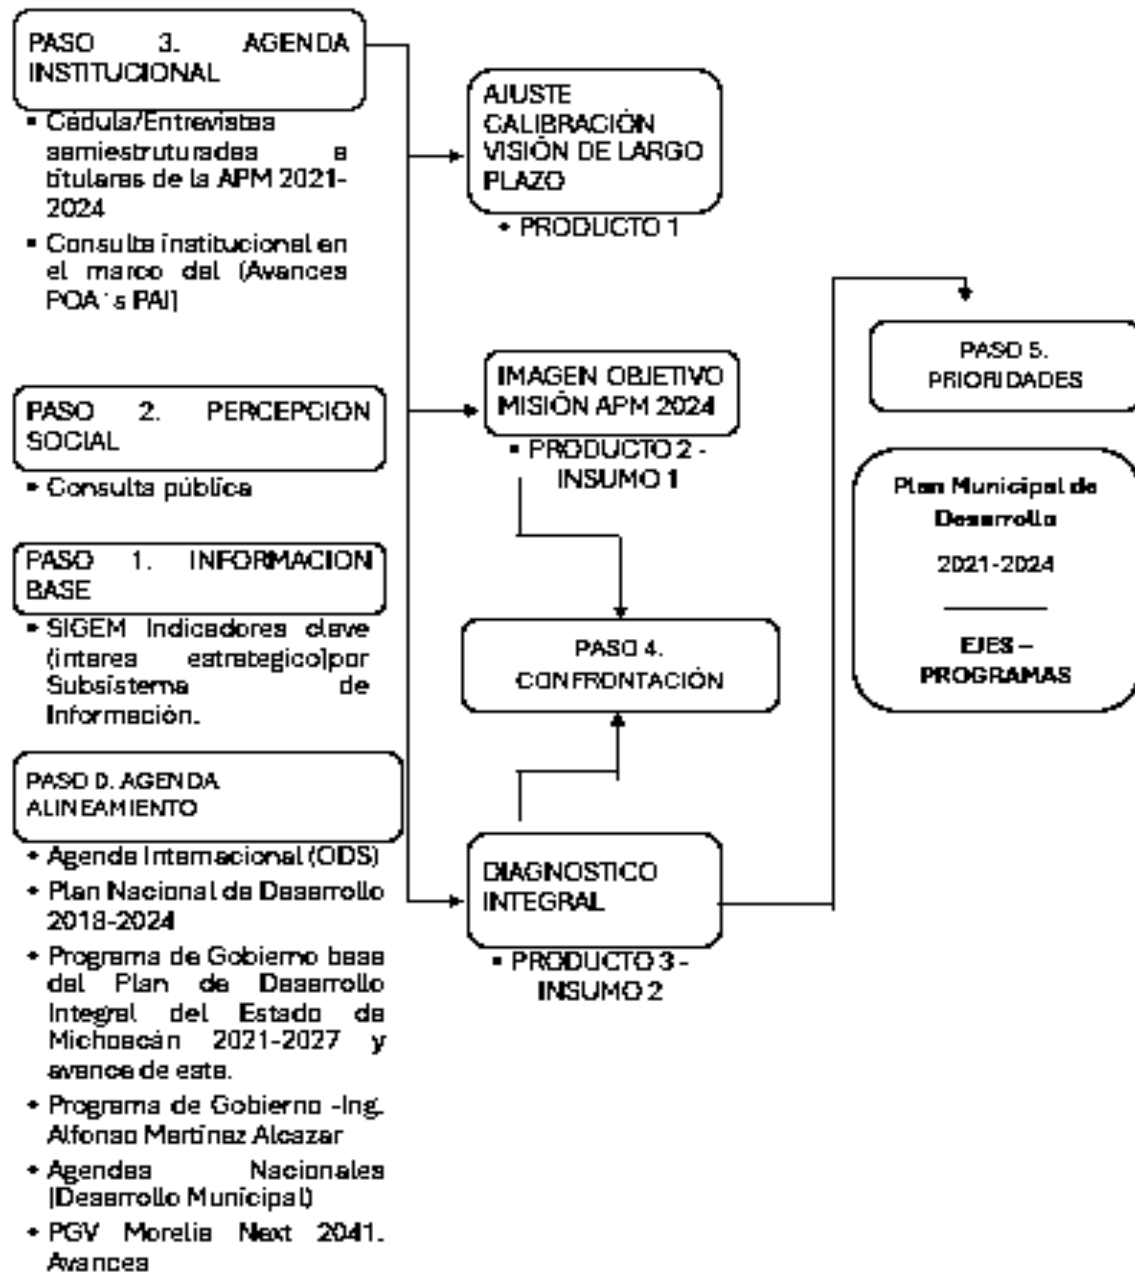 PASO 3. AGENDA
INSTITUCIONAL
▪ Cédula/Entrevistas
semiestruturadas a
titulares de la APM 2021-
2024
▪ Consulta institucional en
el marco del (Avances
POA´s PAI)
PASO 2. PERCEPCION
SOCIAL
▪ Consulta pública
PASO 1. INFORMACION
BASE
▪ SIGEM Indicadores clave
(interes estrategico)por
Subsistema de
Información.
PASO 0. AGENDA
ALINEAMIENTO
• Agenda Internacional (ODS)
• Plan Nacional de Desarrollo
2018-2024
• Programa de Gobierno base
del Plan de Desarrollo
Integral del Estado de
Michoacán 2021-2027 y
avance de este.
• Programa de Gobierno -Ing.
Alfonso Martínez Alcazar
• Agendas Nacionales
(Desarrollo Municipal)
• PGV Morelia Next 2041.
Avances
AJUSTE
CALIBRACIÓN
VISIÓN DE LARGO
PLAZO
• PRODUCTO 1
IMAGEN OBJETIVO
MISIÓN APM 2024
▪ PRODUCTO 2 -
INSUMO 1
PASO 4.
CONFRONTACIÓN
DIAGNOSTICO
INTEGRAL
▪ PRODUCTO 3 -
INSUMO 2
PASO 5.
PRIORIDADES
Plan Municipal de
Desarrollo
2021-2024
EJES –
PROGRAMAS